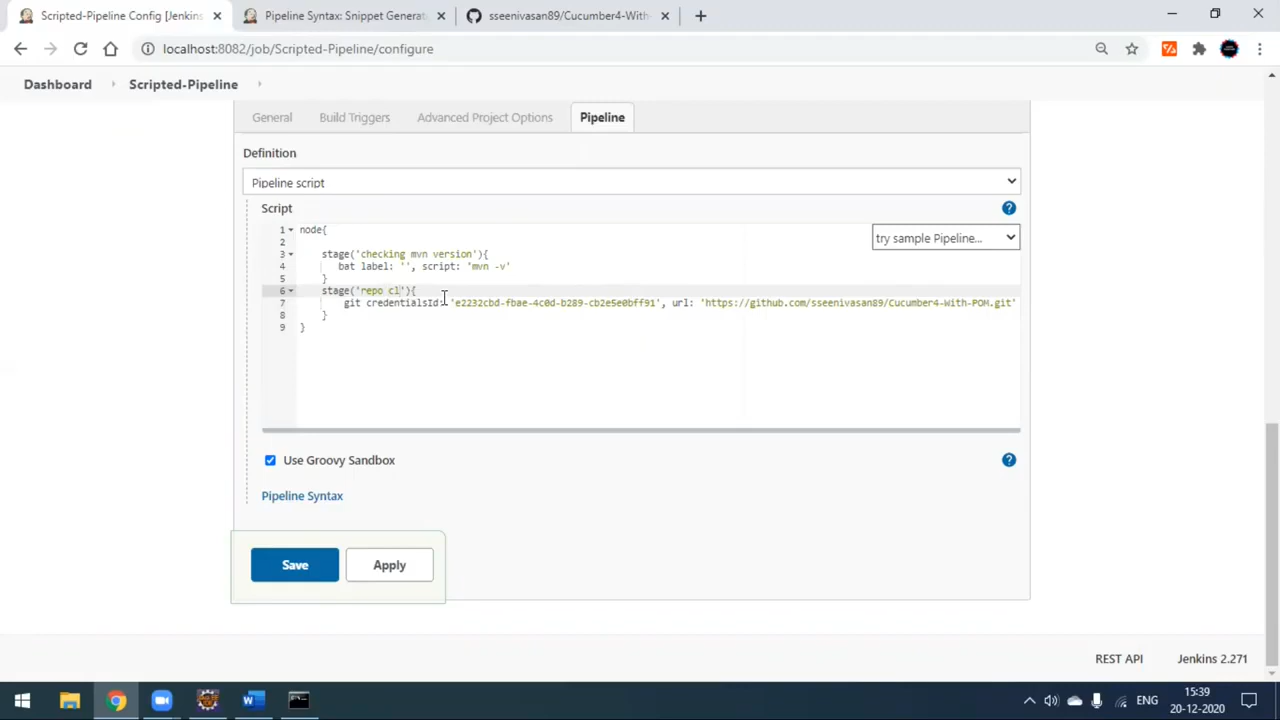 Scripted-Pipeline Config [Jenkins
Pipeline Syntax: Snippet Generat
sseenivasan89/Cucumber4-With-
localhost:8082/job/Scripted-Pipeline/configure
Dashboard
Scripted-Pipeline
General
Build Triggers
Advanced Project Options
Pipeline
Definition
Pipeline script
Script
try sample Pipeline...
1 node{
2
3 stage('checking mvn version'){
4 bat label: '', script: 'mvn -v'
5 }
6 stage('repo cl'){
7 git credentialsId: 'e2232cbd-fbae-4c0d-b289-cb2e5e0bff91', url: 'https://github.com/sseenivasan89/Cucumber4-With-POM.git'
8 }
9 }
Use Groovy Sandbox
Pipeline Syntax
Save
Apply
REST API
Jenkins 2.271
ENG
15:39
20-12-2020